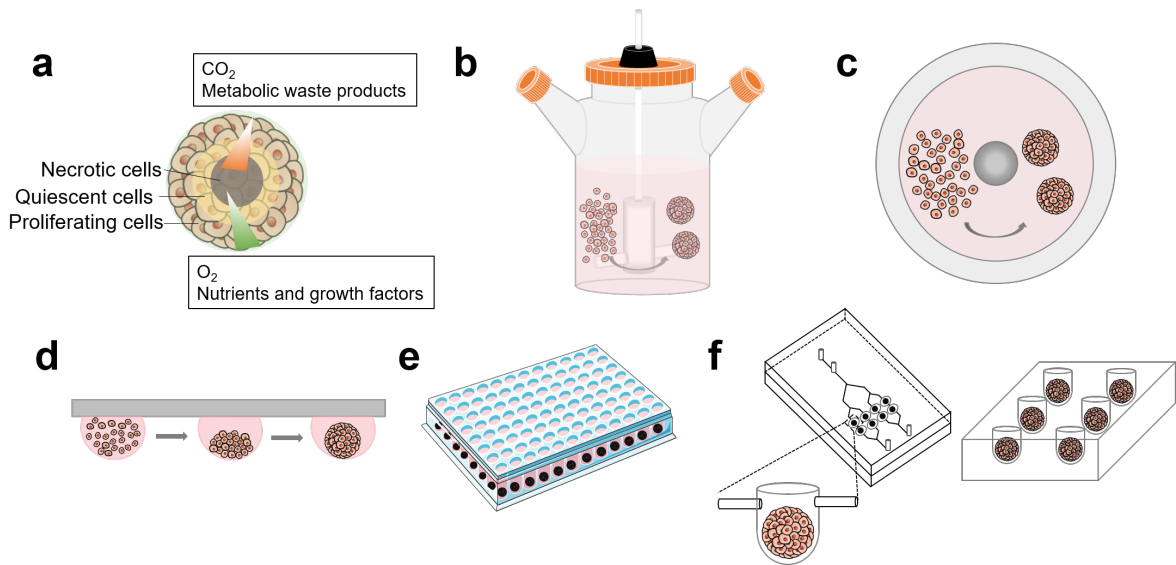 a
CO₂
Metabolic waste products
Necrotic cells
Quiescent cells
Proliferating cells
O₂
Nutrients and growth factors
b
c
d
e
f